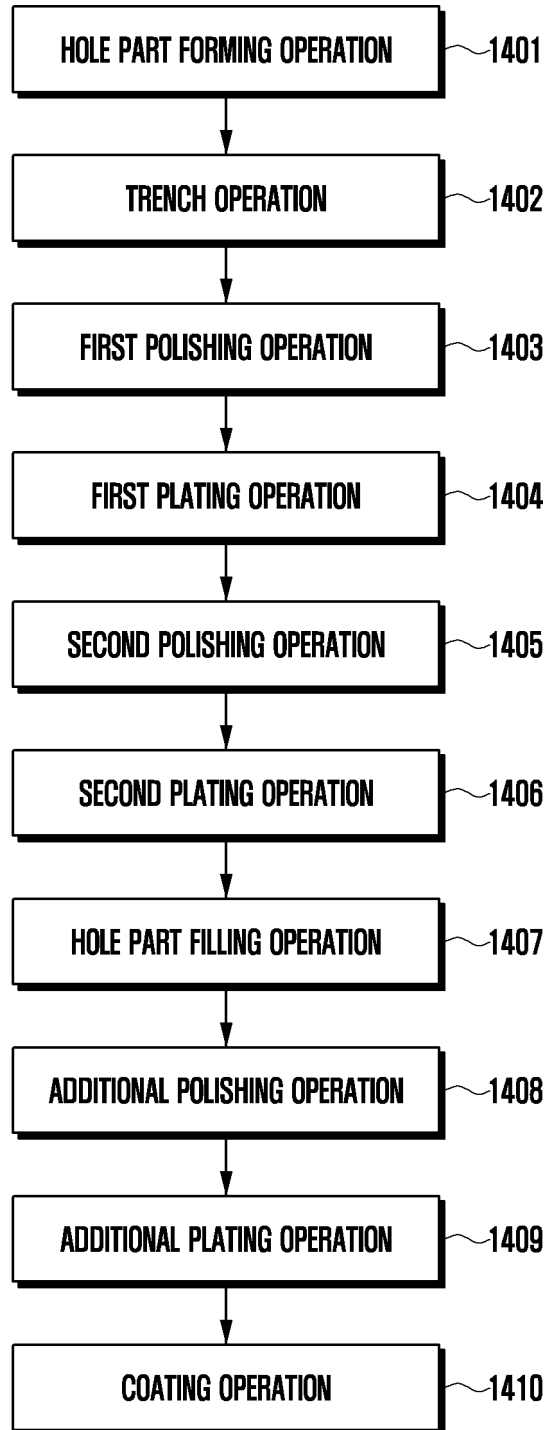 HOLE PART FORMING OPERATION 1401
TRENCH OPERATION 1402
FIRST POLISHING OPERATION 1403
FIRST PLATING OPERATION 1404
SECOND POLISHING OPERATION 1405
SECOND PLATING OPERATION 1406
HOLE PART FILLING OPERATION 1407
ADDITIONAL POLISHING OPERATION 1408
ADDITIONAL PLATING OPERATION 1409
COATING OPERATION 1410